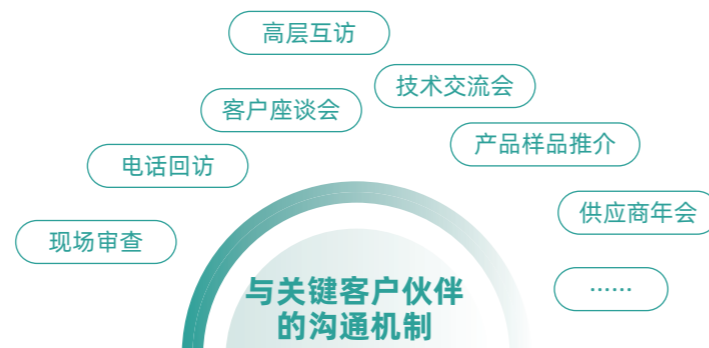 高层互访
技术交流会
客户座谈会
产品样品推介
电话回访
供应商年会
现场审查
······
与关键客户伙伴
的沟通机制